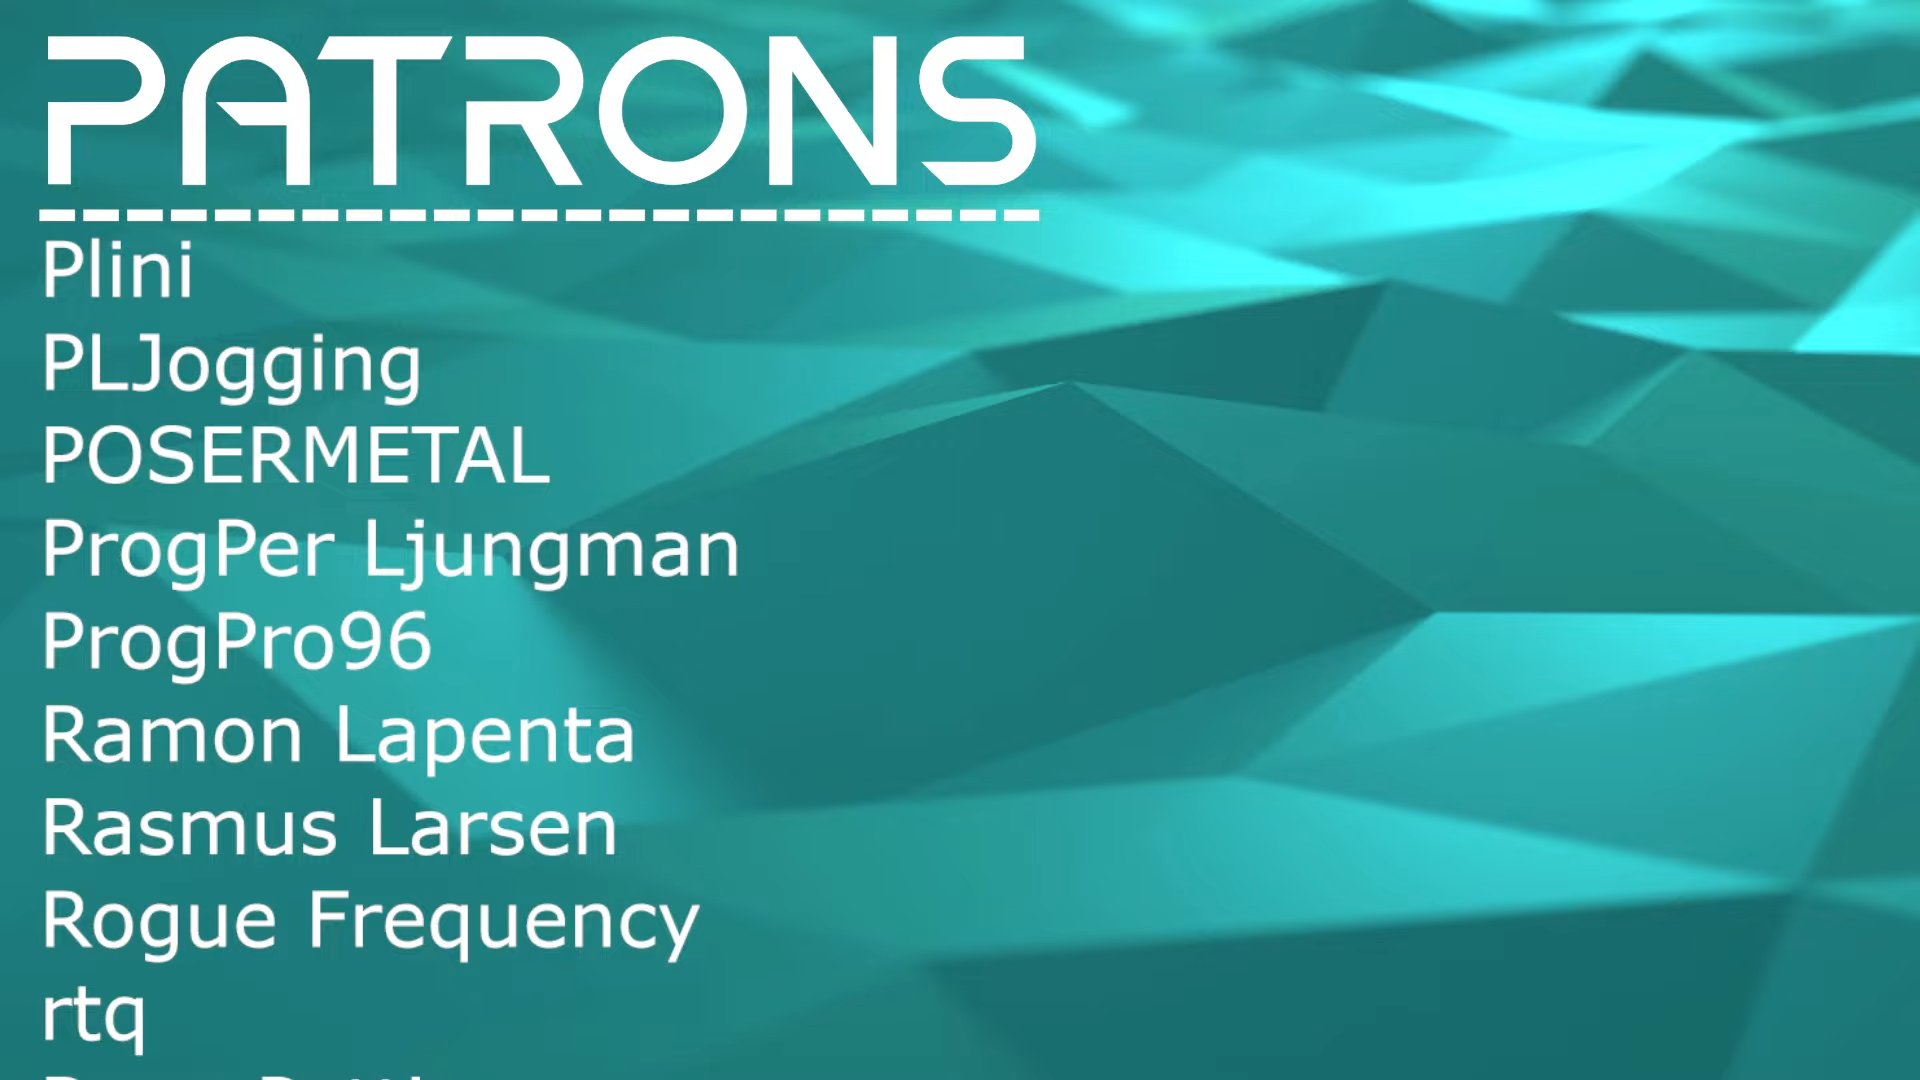 PATRONS
Plini
PLJogging
POSERMETAL
ProgPer Ljungman
ProgPro96
Ramon Lapenta
Rasmus Larsen
Rogue Frequency
rtq